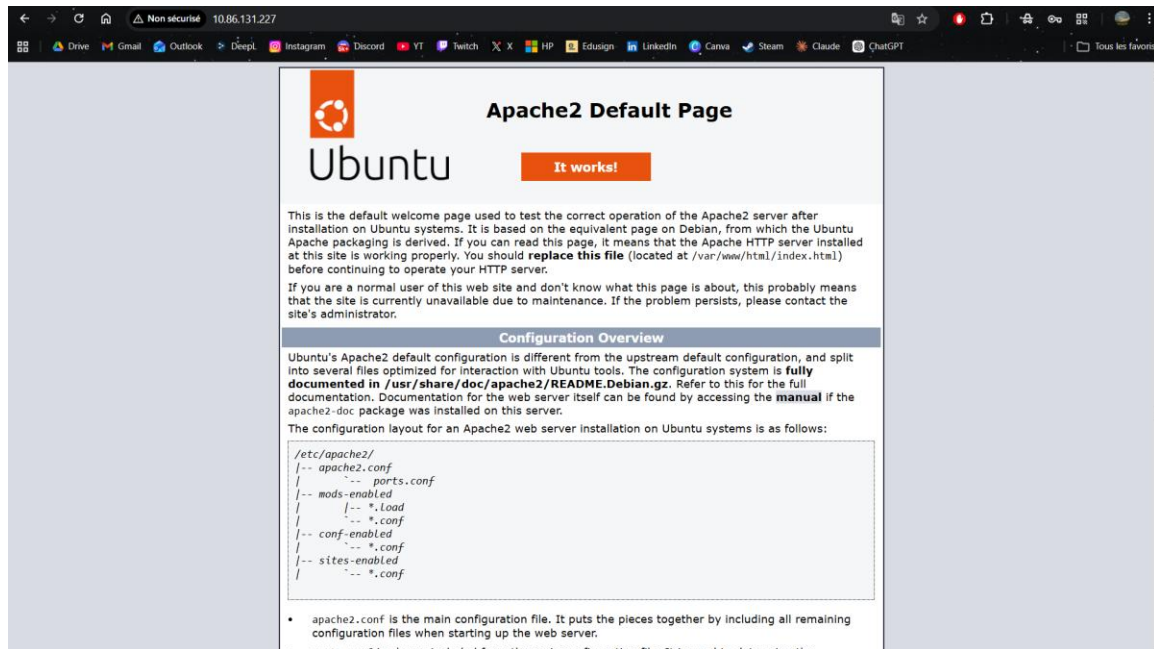 Non sécurisé 10.86.131.227
Drive Gmail Outlook DeepL Instagram Discord YT Twitch X HP Edusign LinkedIn Canva Steam Claude ChatGPT Tous les favoris
Apache2 Default Page
Ubuntu
It works!
This is the default welcome page used to test the correct operation of the Apache2 server after
installation on Ubuntu systems. It is based on the equivalent page on Debian, from which the Ubuntu
Apache packaging is derived. If you can read this page, it means that the Apache HTTP server installed
at this site is working properly. You should replace this file (located at /var/www/html/index.html)
before continuing to operate your HTTP server.
If you are a normal user of this web site and don't know what this page is about, this probably means
that the site is currently unavailable due to maintenance. If the problem persists, please contact the
site's administrator.
Configuration Overview
Ubuntu's Apache2 default configuration is different from the upstream default configuration, and split
into several files optimized for interaction with Ubuntu tools. The configuration system is fully
documented in /usr/share/doc/apache2/README.Debian.gz. Refer to this for the full
documentation. Documentation for the web server itself can be found by accessing the manual if the
apache2-doc package was installed on this server.
The configuration layout for an Apache2 web server installation on Ubuntu systems is as follows:
/etc/apache2/
|-- apache2.conf
|       `--  ports.conf
|-- mods-enabled
|       |-- *.load
|       `-- *.conf
|-- conf-enabled
|       `-- *.conf
|-- sites-enabled
|       `-- *.conf
• apache2.conf is the main configuration file. It puts the pieces together by including all remaining
configuration files when starting up the web server.